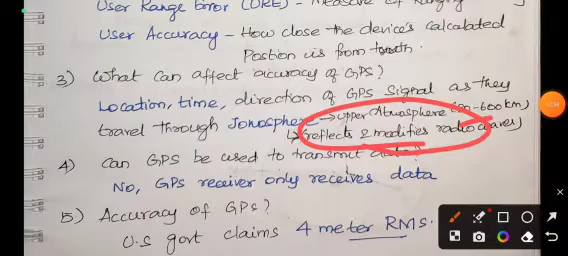 User Range Error (URE) - Measure of Ranging
User Accuracy - How close the device's calculated
Position is from truth.
3) What can affect accuracy of GPS?
Location, time, direction of GPS Signal as they
travel through Ionosphere → upper Atmosphere (50-600km)
↳ (reflects & modifies radio waves)
4) Can GPS be used to transmit data?
No, GPS receiver only receives data
5) Accuracy of GPS?
U.S govt claims 4 meter RMS.